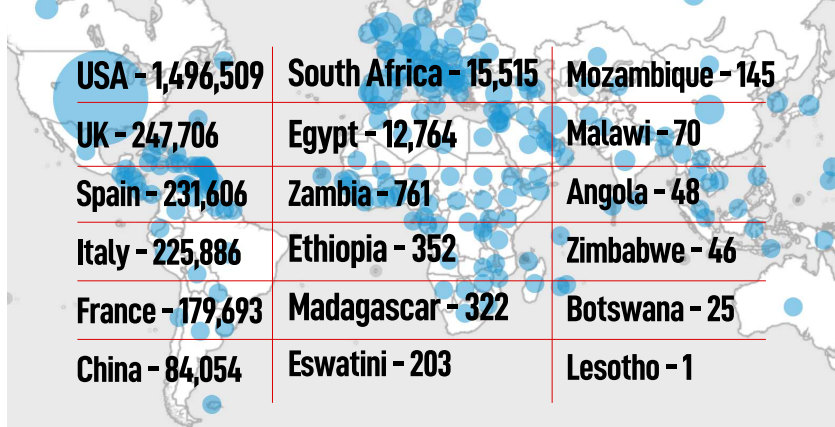 USA - 1,496,509
UK - 247,706
Spain - 231,606
Italy - 225,886
France - 179,693
China - 84,054
South Africa - 15,515
Egypt - 12,764
Zambia - 761
Ethiopia - 352
Madagascar - 322
Eswatini - 203
Mozambique - 145
Malawi - 70
Angola - 48
Zimbabwe - 46
Botswana - 25
Lesotho - 1